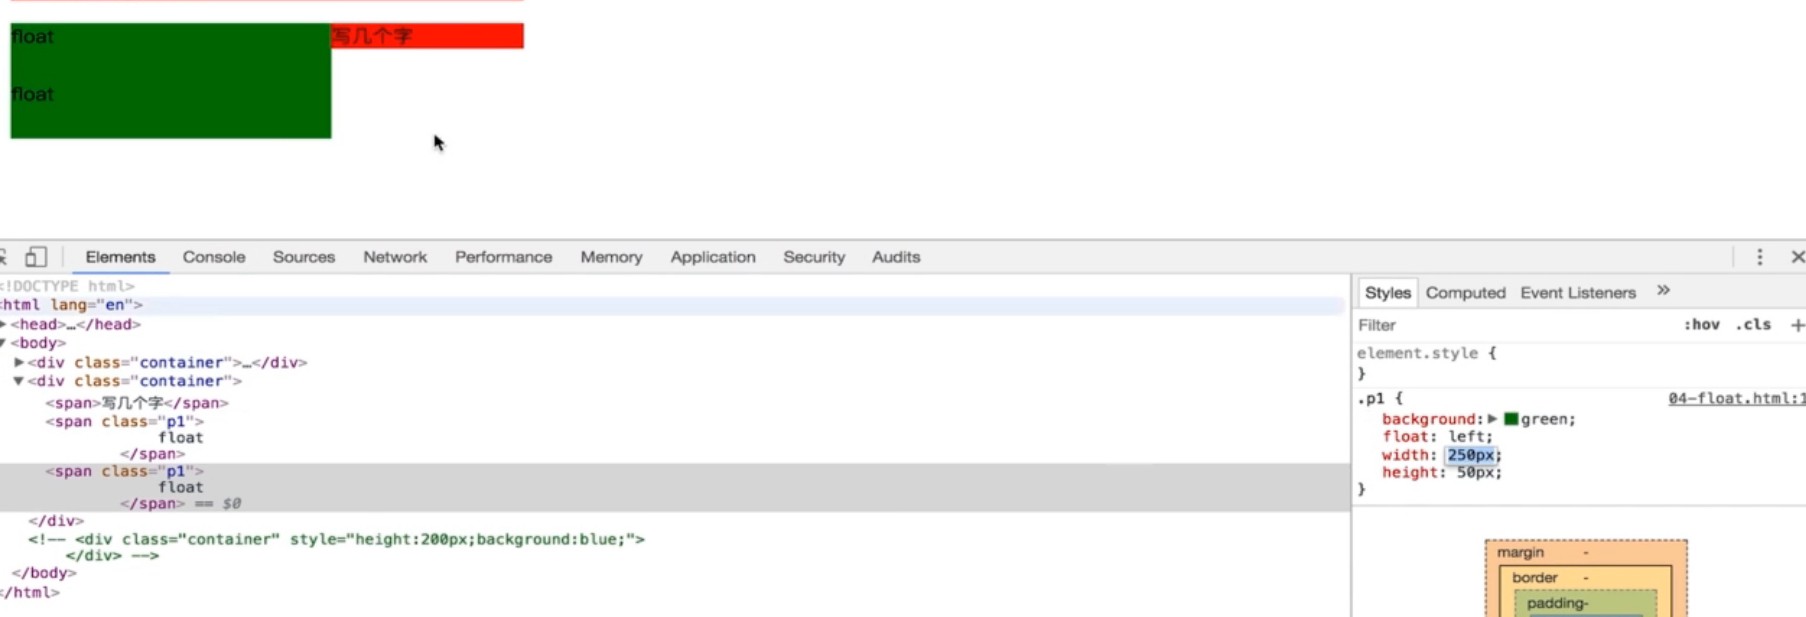 float 写几个字
float
Elements Console Sources Network Performance Memory Application Security Audits
<!DOCTYPE html>
<html lang="en">
<head>…</head>
<body>
<div class="container">…</div>
<div class="container">
<span>写几个字</span>
<span class="p1">
float
</span>
<span class="p1">
float
</span> == $0
</div>
<!-- <div class="container" style="height:200px;background:blue;">
</div> -->
</body>
</html>
Styles Computed Event Listeners »
Filter :hov .cls +
element.style {
}
.p1 { 04-float.html:1
background: green;
float: left;
width: 250px;
height: 50px;
}
margin -
border -
padding-